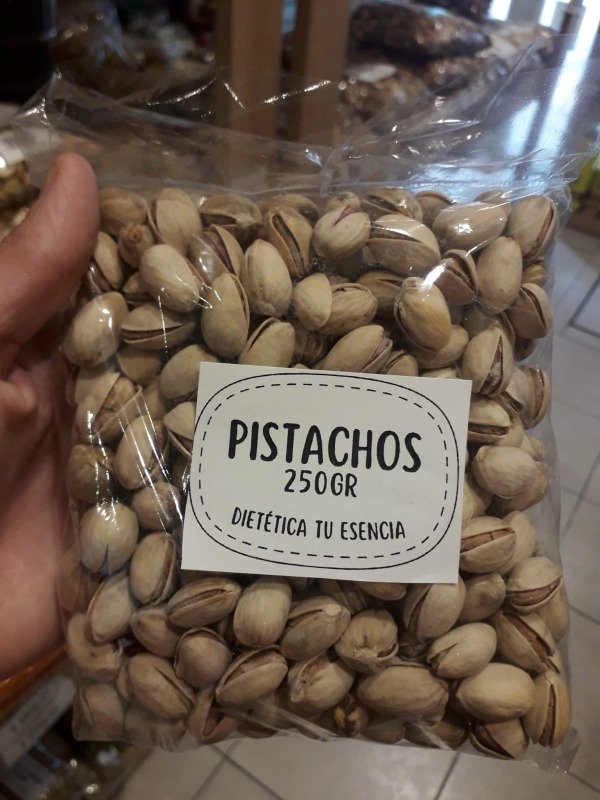 PISTACHOS
250GR
DIETÉTICA TU ESENCIA